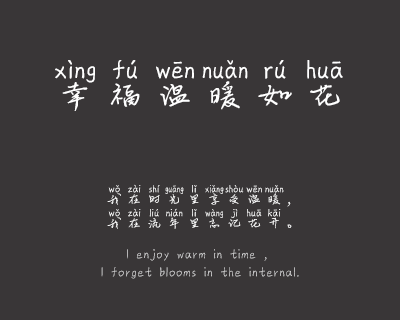 xìng fú wēn nuǎn rú huā
幸福温暖如花
wǒ zài shí guāng lǐ xiǎng shòu wēn nuǎn
我在时光里享受温暖，
wǒ zài liú nián lǐ wàng jì huā kāi
我在流年里忘记花开。
I enjoy warm in time ,
I forget blooms in the internal.